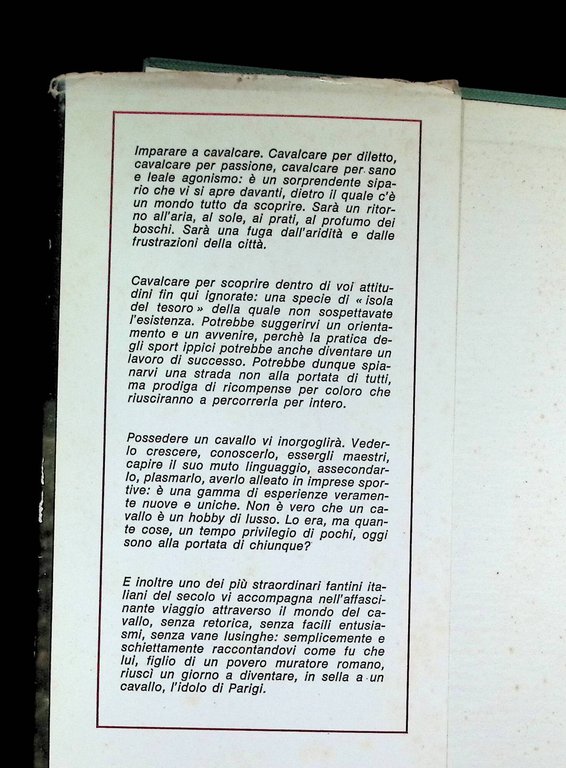 Imparare a cavalcare. Cavalcare per diletto,
cavalcare per passione, cavalcare per sano
e leale agonismo: è un sorprendente sipa-
rio che vi si apre davanti, dietro il quale c'è
un mondo tutto da scoprire. Sarà un ritor-
no all'aria, al sole, ai prati, al profumo dei
boschi. Sarà una fuga dall'aridità e dalle
frustrazioni della città.
Cavalcare per scoprire dentro di voi attitu-
dini fin qui ignorate: una specie di « isola
del tesoro » della quale non sospettavate
l'esistenza. Potrebbe suggerirvi un orienta-
mento e un avvenire, perchè la pratica de-
gli sport ippici potrebbe anche diventare un
lavoro di successo. Potrebbe dunque spia-
narvi una strada non alla portata di tutti,
ma prodiga di ricompense per coloro che
riusciranno a percorrerla per intero.
Possedere un cavallo vi inorgoglirà. Veder-
lo crescere, conoscerlo, essergli maestri,
capire il suo muto linguaggio, assecondar-
lo, plasmarlo, averlo alleato in imprese spor-
tive: è una gamma di esperienze veramen-
te nuove e uniche. Non è vero che un ca-
vallo è un hobby di lusso. Lo era, ma quan-
te cose, un tempo privilegio di pochi, oggi
sono alla portata di chiunque?
E inoltre uno dei più straordinari fantini ita-
liani del secolo vi accompagna nell'affasci-
nante viaggio attraverso il mondo del ca-
vallo, senza retorica, senza facili entusia-
smi, senza vane lusinghe: semplicemente e
schiettamente raccontandovi come fu che
lui, figlio di un povero muratore romano,
riuscì un giorno a diventare, in sella a un
cavallo, l'idolo di Parigi.